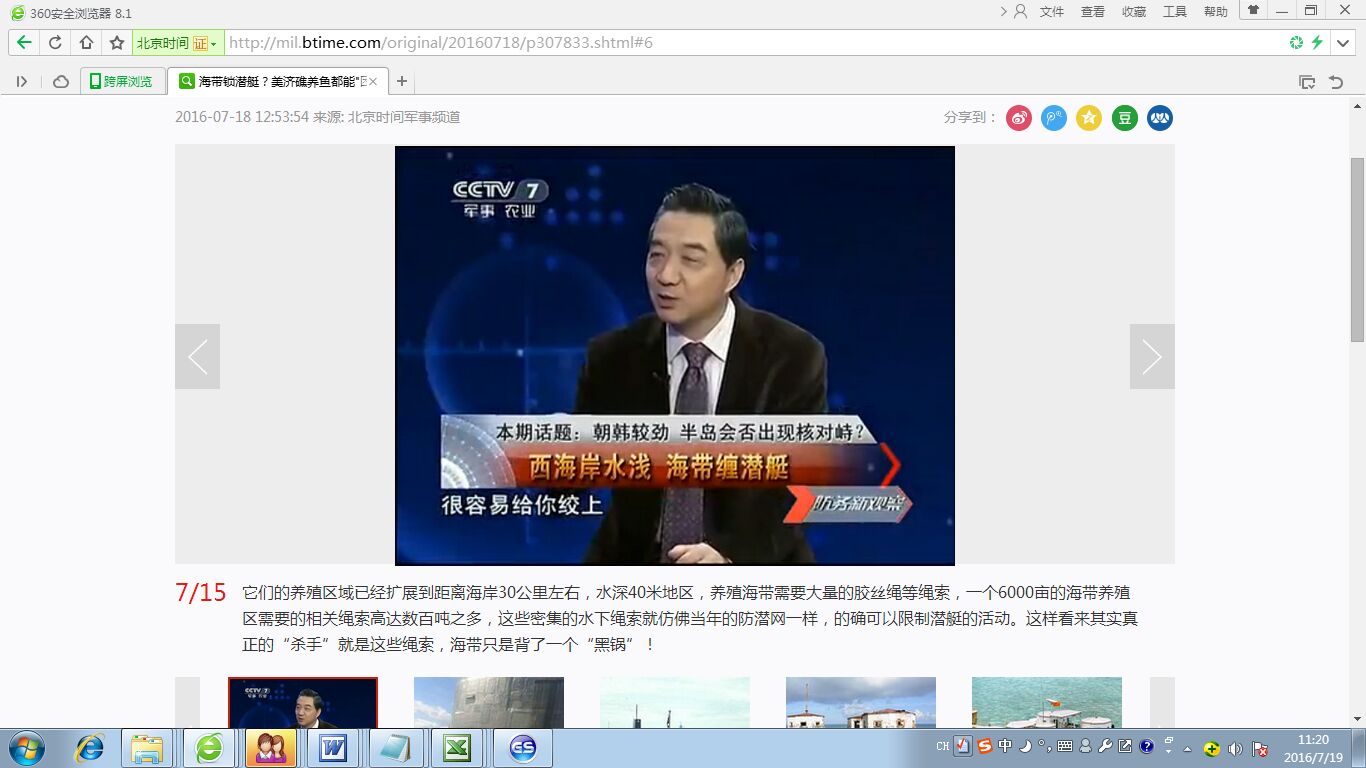 360安全浏览器 8.1
文件 查看 收藏 工具 帮助
北京时间 证
http://mil.btime.com/original/20160718/p307833.shtml#6
跨屏浏览
海带锁潜艇？美济礁养鱼都能"
2016-07-18 12:53:54 来源: 北京时间军事频道
分享到：
豆
CCTV 7
军事 农业
本期话题：朝韩较劲 半岛会否出现核对峙？
西海岸水浅 海带缠潜艇
很容易给你绞上
防务新观察
7/15
它们的养殖区域已经扩展到距离海岸30公里左右，水深40米地区，养殖海带需要大量的胶丝绳等绳索，一个6000亩的海带养殖
区需要的相关绳索高达数百吨之多，这些密集的水下绳索就仿佛当年的防潜网一样，的确可以限制潜艇的活动。这样看来其实真
正的“杀手”就是这些绳索，海带只是背了一个“黑锅”！
CCTV 7
军事 农业
CH
中
11:20
2016/7/19